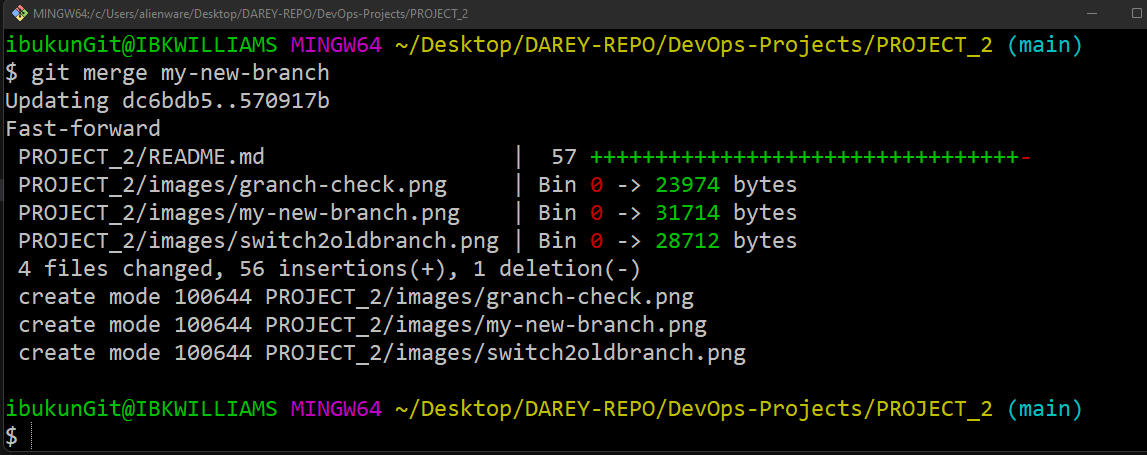 MINGW64:/c/Users/alienware/Desktop/DAREY-REPO/DevOps-Projects/PROJECT_2
ibukunGit@IBKWILLIAMS MINGW64 ~/Desktop/DAREY-REPO/DevOps-Projects/PROJECT_2 (main)
$ git merge my-new-branch
Updating dc6bdb5..570917b
Fast-forward
 PROJECT_2/README.md                   |  57 +++++++++++++++++++++++++++++++++-
 PROJECT_2/images/granch-check.png     | Bin 0 -> 23974 bytes
 PROJECT_2/images/my-new-branch.png    | Bin 0 -> 31714 bytes
 PROJECT_2/images/switch2oldbranch.png | Bin 0 -> 28712 bytes
 4 files changed, 56 insertions(+), 1 deletion(-)
 create mode 100644 PROJECT_2/images/granch-check.png
 create mode 100644 PROJECT_2/images/my-new-branch.png
 create mode 100644 PROJECT_2/images/switch2oldbranch.png
ibukunGit@IBKWILLIAMS MINGW64 ~/Desktop/DAREY-REPO/DevOps-Projects/PROJECT_2 (main)
$